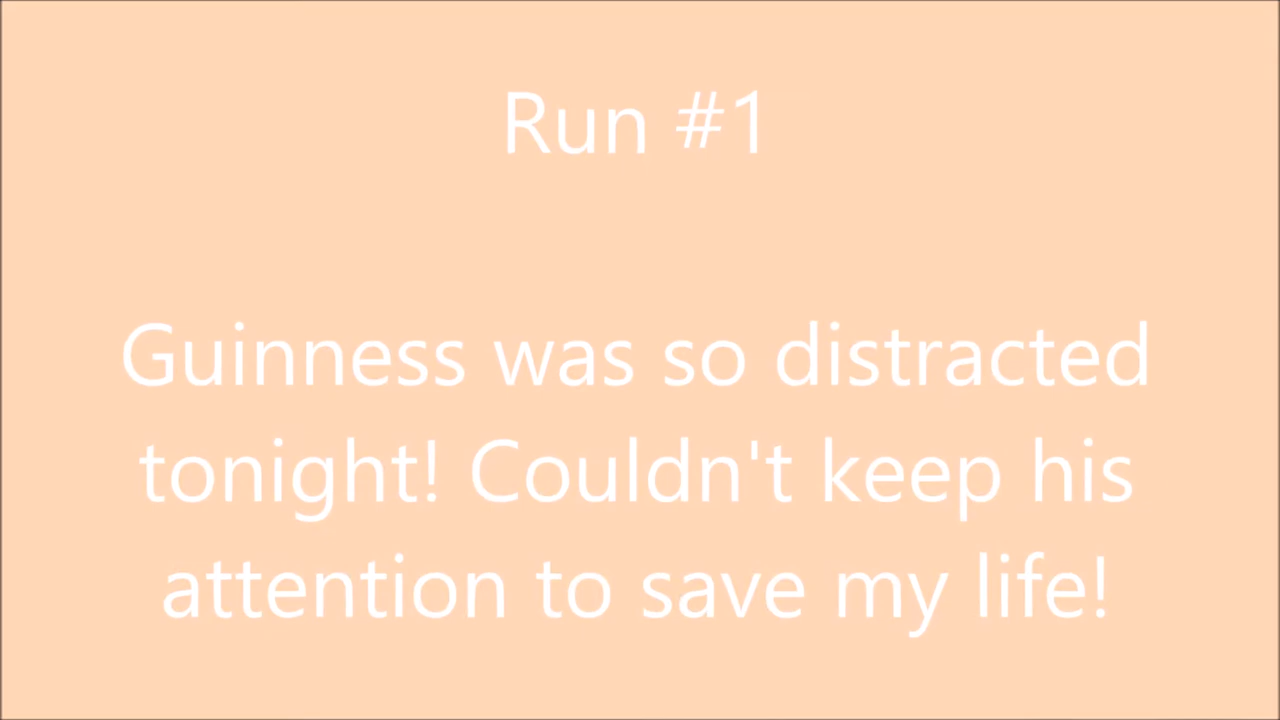 Run #1
Guinness was so distracted
tonight! Couldn't keep his
attention to save my life!